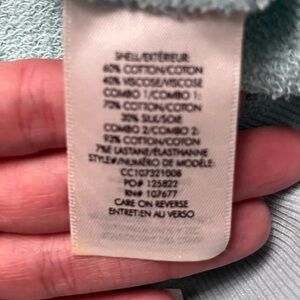 SHELL/EXTÉRIEUR:
60% COTTON/COTON
40% VISCOSE/VISCOSE
COMBO 1/COMBO 1:
70% COTTON/COTON
30% SILK/SOIE
COMBO 2/COMBO 2:
93% COTTON/COTON
7% LASTANE/ELASTHANNE
STYLE#/NUMÉRO DE MODÈLE:
CC107321008
PO# 125822
RN# 107677
CARE ON REVERSE
ENTRETIEN AU VERSO